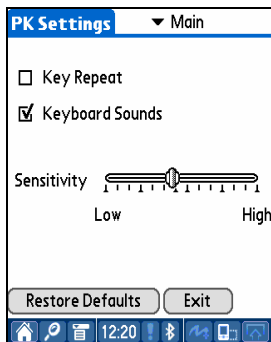 PK Settings Main
Key Repeat
Keyboard Sounds
Sensitivity
Low High
Restore Defaults Exit
12:20